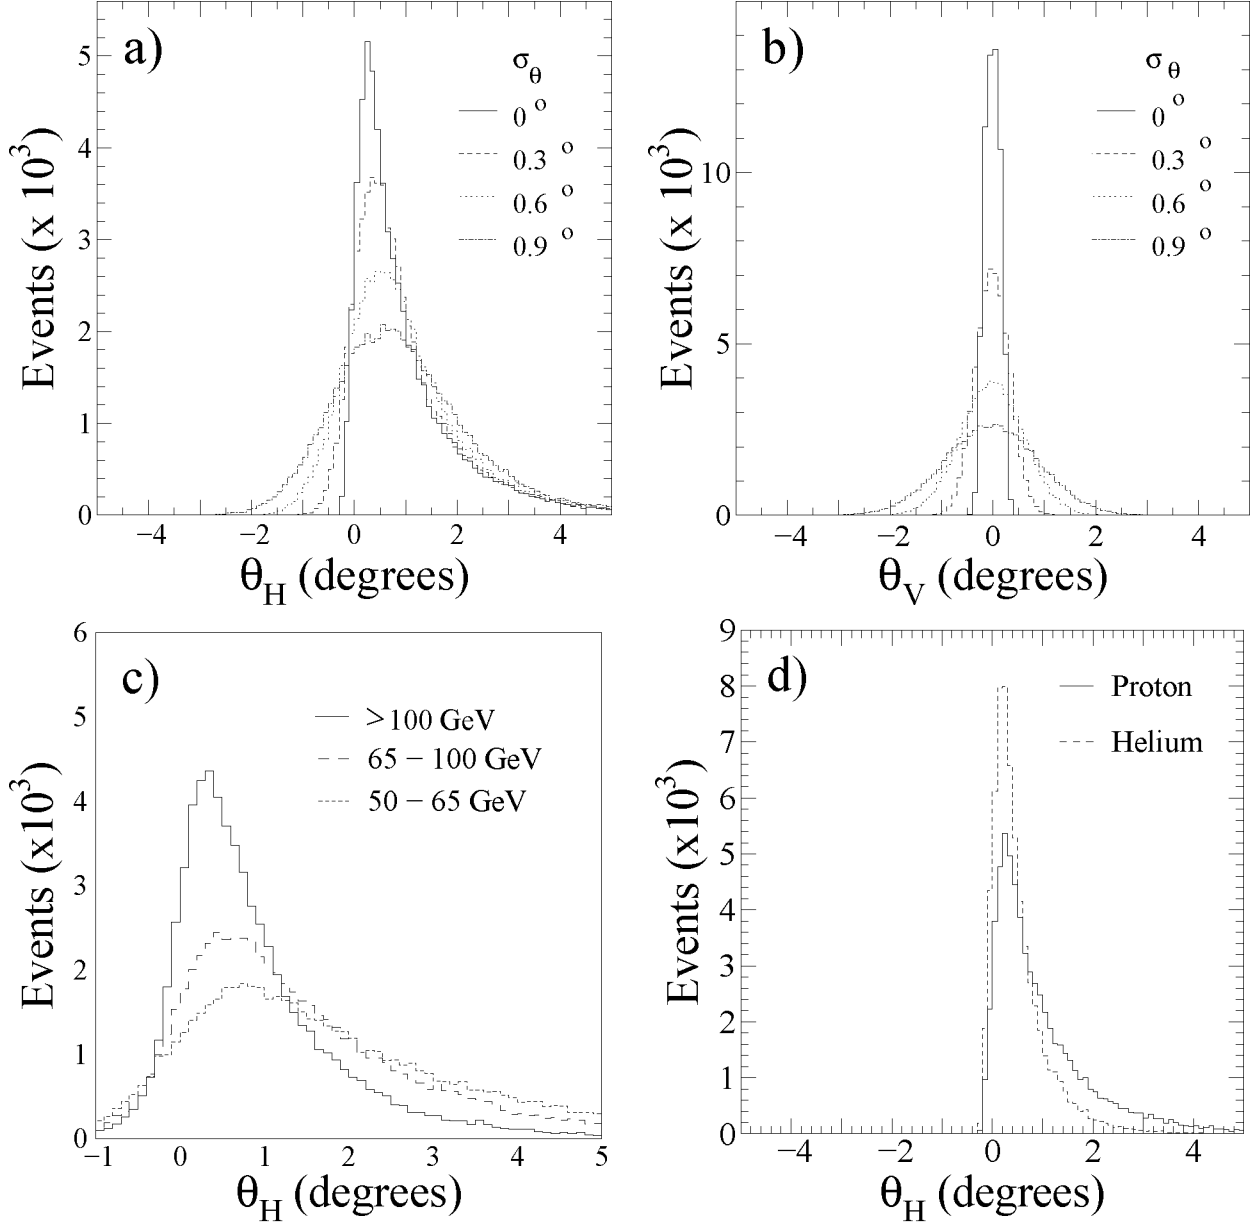 a)
σθ
0°
0.3°
0.6°
0.9°
5
4
3
2
1
0
Events (x 10³)
−4 −2 0 2 4
θH (degrees)
b)
σθ
0°
0.3°
0.6°
0.9°
10
5
0
Events (x 10³)
−4 −2 0 2 4
θV (degrees)
c)
>100 GeV
65 − 100 GeV
50 − 65 GeV
6
5
4
3
2
1
0
Events (x10³)
−1 0 1 2 3 4 5
θH (degrees)
d)
Proton
Helium
9
8
7
6
5
4
3
2
1
0
Events (x10³)
−4 −2 0 2 4
θH (degrees)